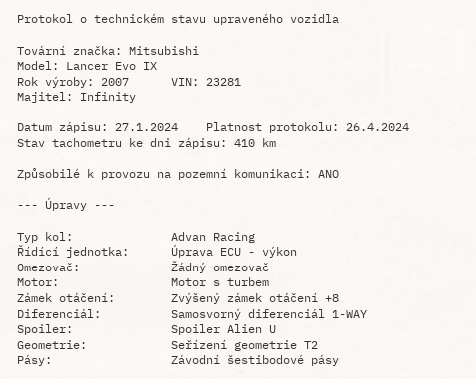 Protokol o technickém stavu upraveného vozidla
Tovární značka: Mitsubishi
Model: Lancer Evo IX
Rok výroby: 2007 VIN: 23281
Majitel: Infinity
Datum zápisu: 27.1.2024 Platnost protokolu: 26.4.2024
Stav tachometru ke dni zápisu: 410 km
Způsobilé k provozu na pozemní komunikaci: ANO
--- Úpravy ---
Typ kol: Advan Racing
Řídící jednotka: Úprava ECU - výkon
Omezovač: Žádný omezovač
Motor: Motor s turbem
Zámek otáčení: Zvýšený zámek otáčení +8
Diferenciál: Samosvorný diferenciál 1-WAY
Spoiler: Spoiler Alien U
Geometrie: Seřízení geometrie T2
Pásy: Závodní šestibodové pásy